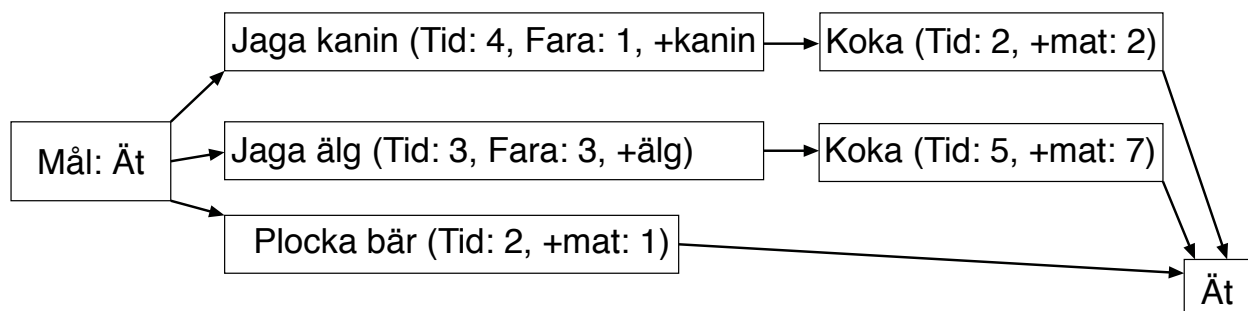 Jaga kanin (Tid: 4, Fara: 1, +kanin
Koka (Tid: 2, +mat: 2)
Mål: Ät
Jaga älg (Tid: 3, Fara: 3, +älg)
Koka (Tid: 5, +mat: 7)
Plocka bär (Tid: 2, +mat: 1)
Ät